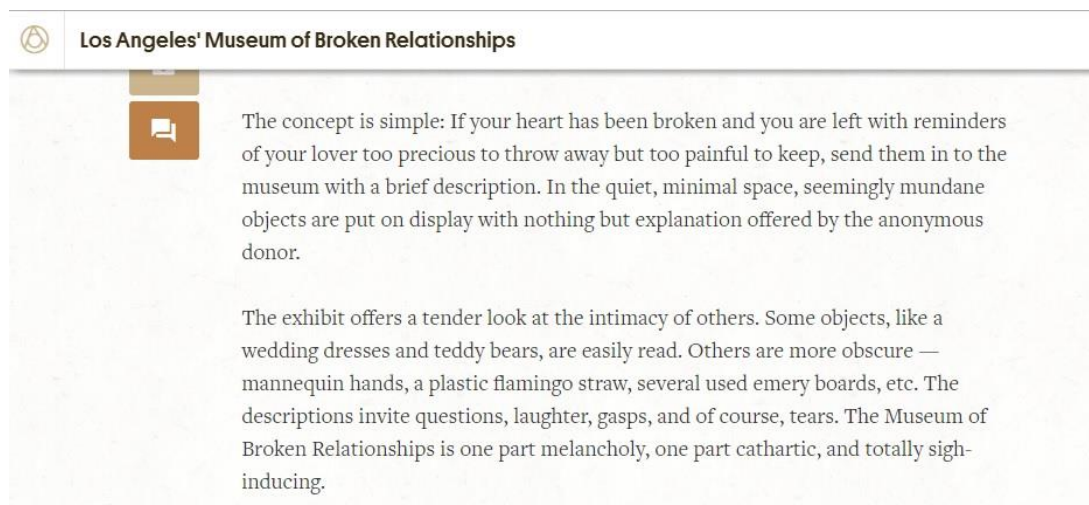 Los Angeles' Museum of Broken Relationships
The concept is simple: If your heart has been broken and you are left with reminders
of your lover too precious to throw away but too painful to keep, send them in to the
museum with a brief description. In the quiet, minimal space, seemingly mundane
objects are put on display with nothing but explanation offered by the anonymous
donor.
The exhibit offers a tender look at the intimacy of others. Some objects, like a
wedding dresses and teddy bears, are easily read. Others are more obscure —
mannequin hands, a plastic flamingo straw, several used emery boards, etc. The
descriptions invite questions, laughter, gasps, and of course, tears. The Museum of
Broken Relationships is one part melancholy, one part cathartic, and totally sigh-
inducing.